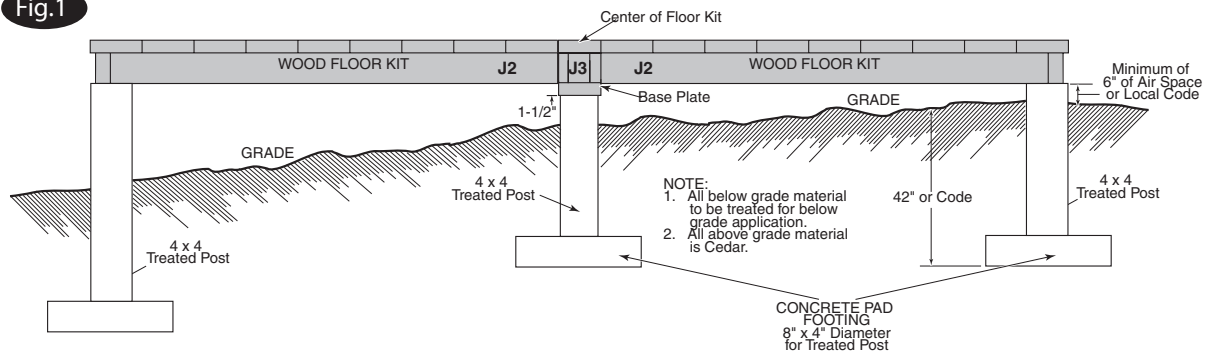 Fig.1
Center of Floor Kit
WOOD FLOOR KIT
J2
J3
J2
WOOD FLOOR KIT
Minimum of
6" of Air Space
or Local Code
Base Plate
1-1/2"
GRADE
GRADE
4 x 4
Treated Post
NOTE:
1. All below grade material
to be treated for below
grade application.
2. All above grade material
is Cedar.
42" or Code
4 x 4
Treated Post
4 x 4
Treated Post
CONCRETE PAD
FOOTING
8" x 4" Diameter
for Treated Post